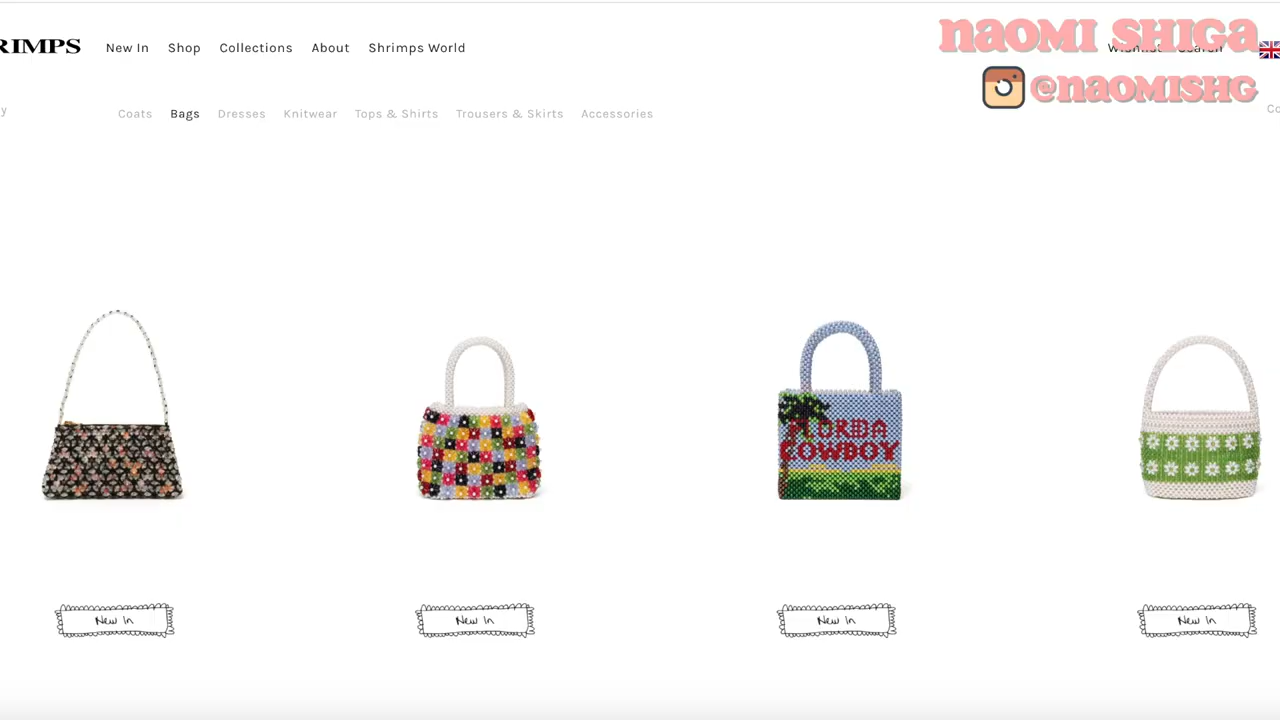 RIMPS New In Shop Collections About Shrimps World
naomi shiga
@naomishg
y Coats Bags Dresses Knitwear Tops & Shirts Trousers & Skirts Accessories Co
COWBOY
New In New In New In New In